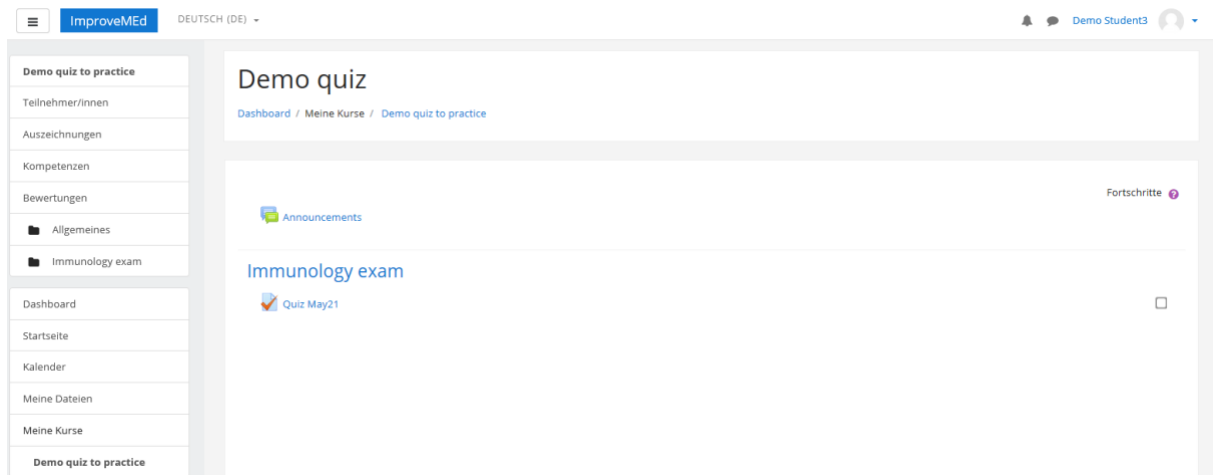 ImproveMEd DEUTSCH (DE) Demo Student3
Demo quiz to practice
Teilnehmer/innen
Auszeichnungen
Kompetenzen
Bewertungen
Allgemeines
Immunology exam
Dashboard
Startseite
Kalender
Meine Dateien
Meine Kurse
Demo quiz to practice
Demo quiz
Dashboard / Meine Kurse / Demo quiz to practice
Fortschritte ?
Announcements
Immunology exam
Quiz May21